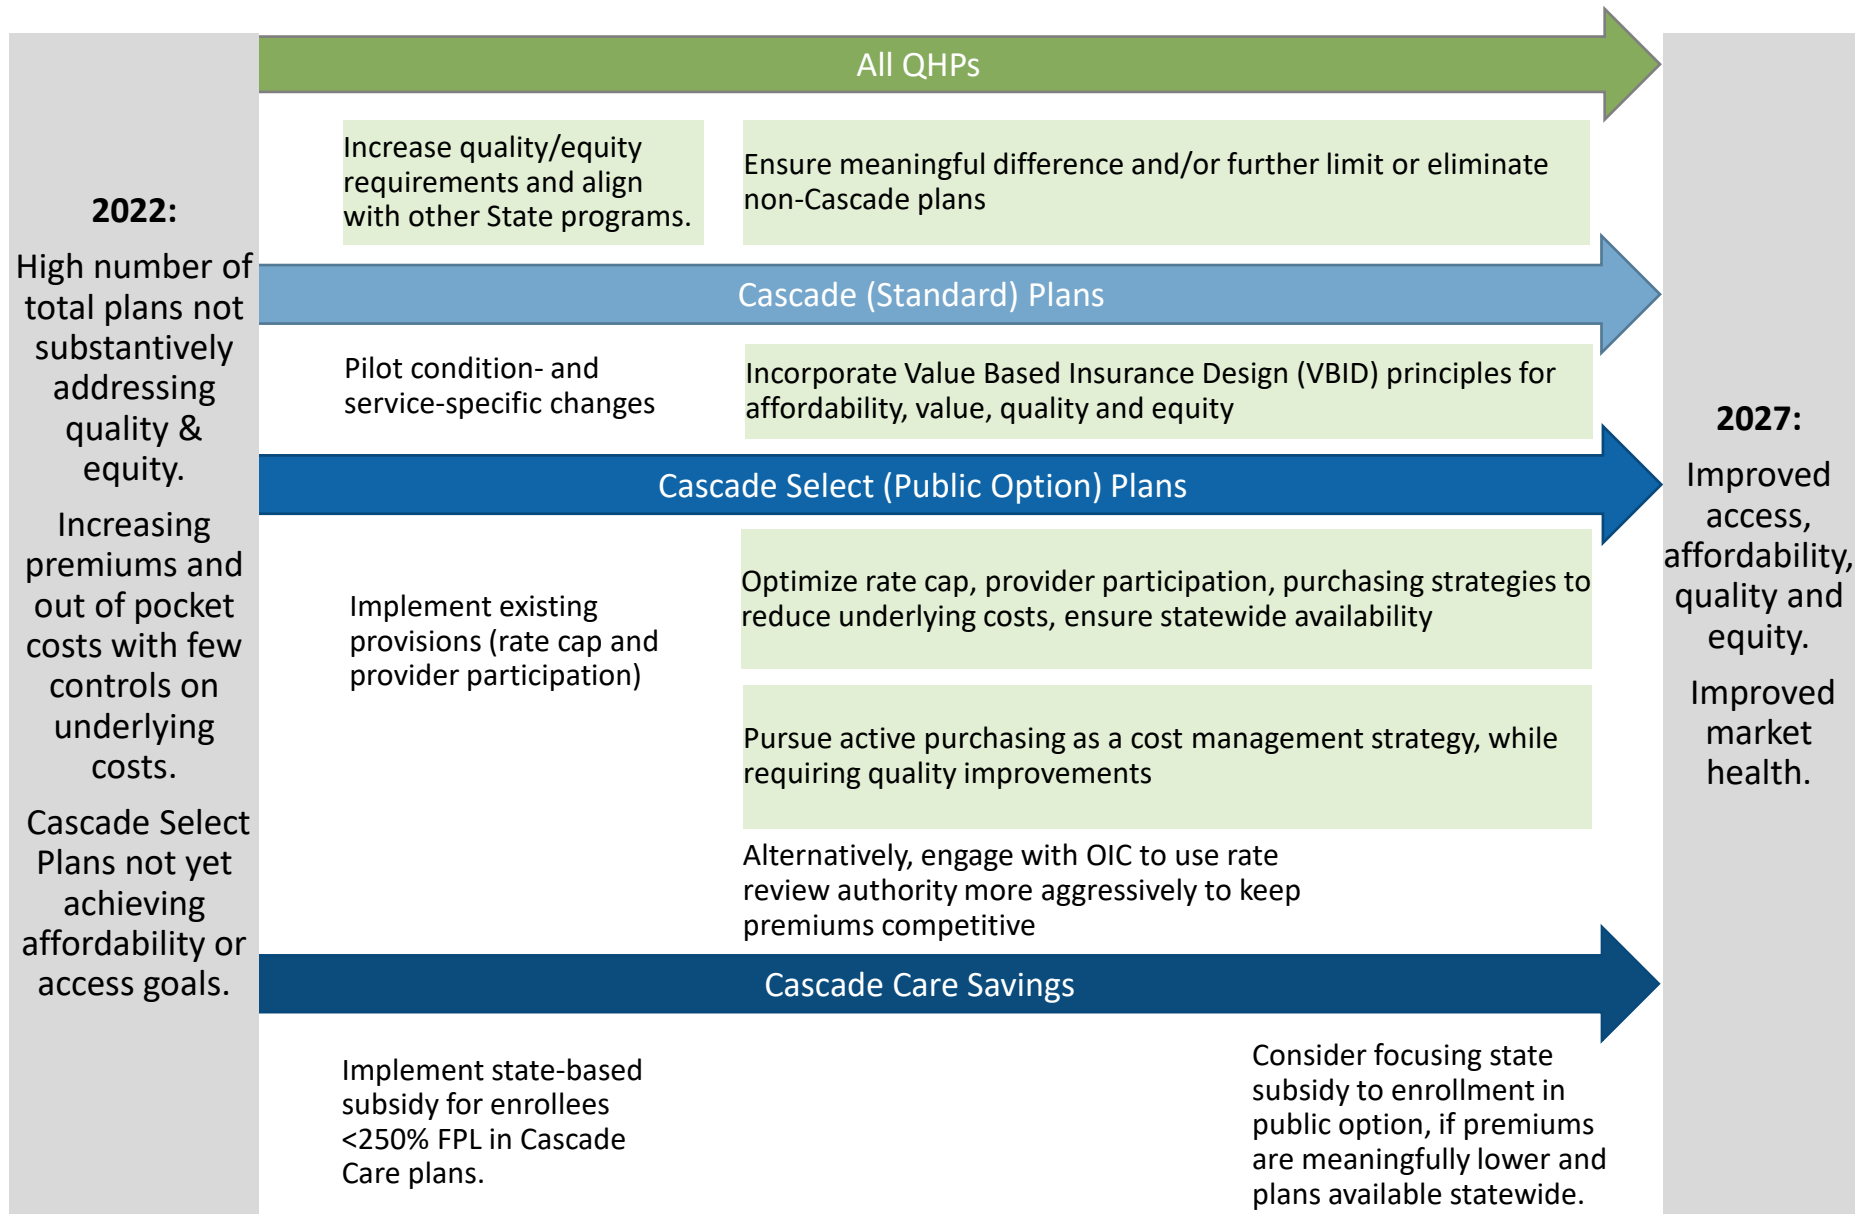 2022:
High number of
total plans not
substantively
addressing
quality &
equity.
Increasing
premiums and
out of pocket
costs with few
controls on
underlying
costs.
Cascade Select
Plans not yet
achieving
affordability or
access goals.
All QHPs
Increase quality/equity
requirements and align
with other State programs.
Ensure meaningful difference and/or further limit or eliminate
non-Cascade plans
Cascade (Standard) Plans
Pilot condition- and
service-specific changes
Incorporate Value Based Insurance Design (VBID) principles for
affordability, value, quality and equity
Cascade Select (Public Option) Plans
Implement existing
provisions (rate cap and
provider participation)
Optimize rate cap, provider participation, purchasing strategies to
reduce underlying costs, ensure statewide availability
Pursue active purchasing as a cost management strategy, while
requiring quality improvements
Alternatively, engage with OIC to use rate
review authority more aggressively to keep
premiums competitive
Cascade Care Savings
Implement state-based
subsidy for enrollees
<250% FPL in Cascade
Care plans.
Consider focusing state
subsidy to enrollment in
public option, if premiums
are meaningfully lower and
plans available statewide.
2027:
Improved
access,
affordability,
quality and
equity.
Improved
market
health.